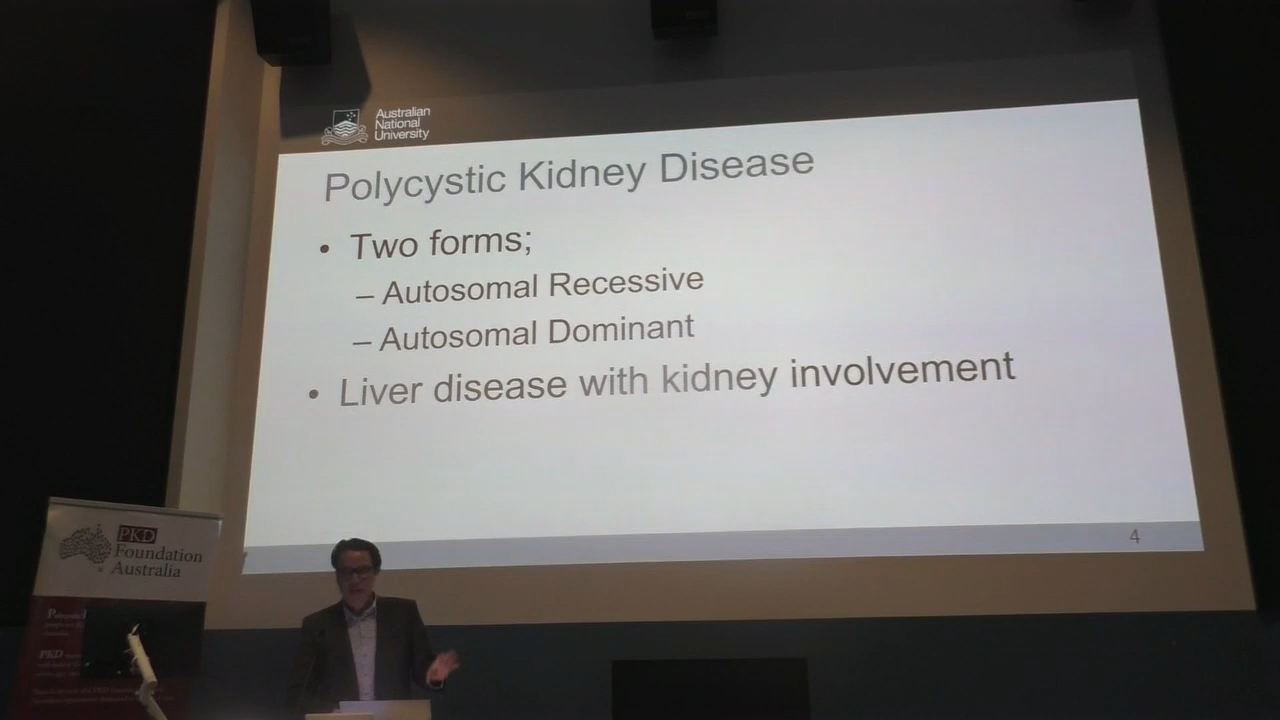 Australian
National
University
Polycystic Kidney Disease
• Two forms;
– Autosomal Recessive
– Autosomal Dominant
• Liver disease with kidney involvement
4
PKD
Foundation
Australia
PKD